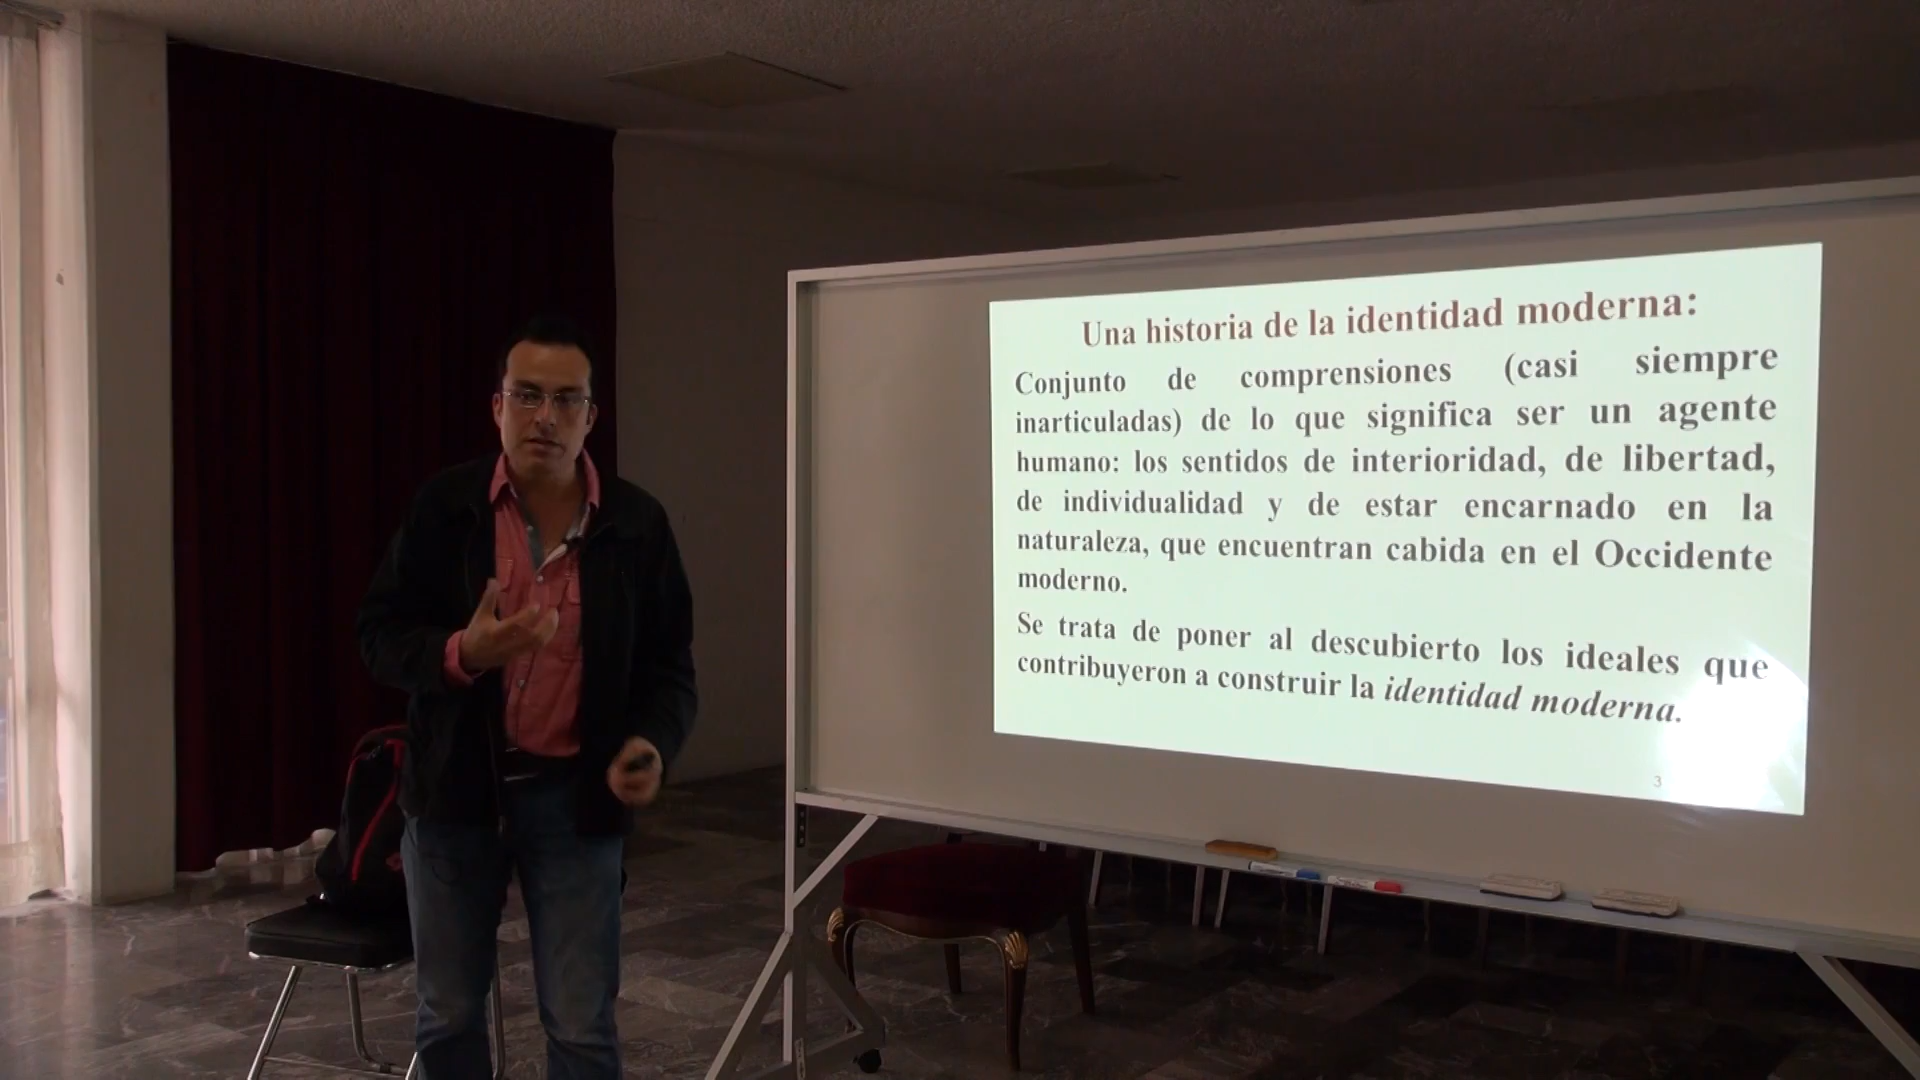 Una historia de la identidad moderna:
Conjunto de comprensiones (casi siempre
inarticuladas) de lo que significa ser un agente
humano: los sentidos de interioridad, de libertad,
de individualidad y de estar encarnado en la
naturaleza, que encuentran cabida en el Occidente
moderno.
Se trata de poner al descubierto los ideales que
contribuyeron a construir la identidad moderna.
3